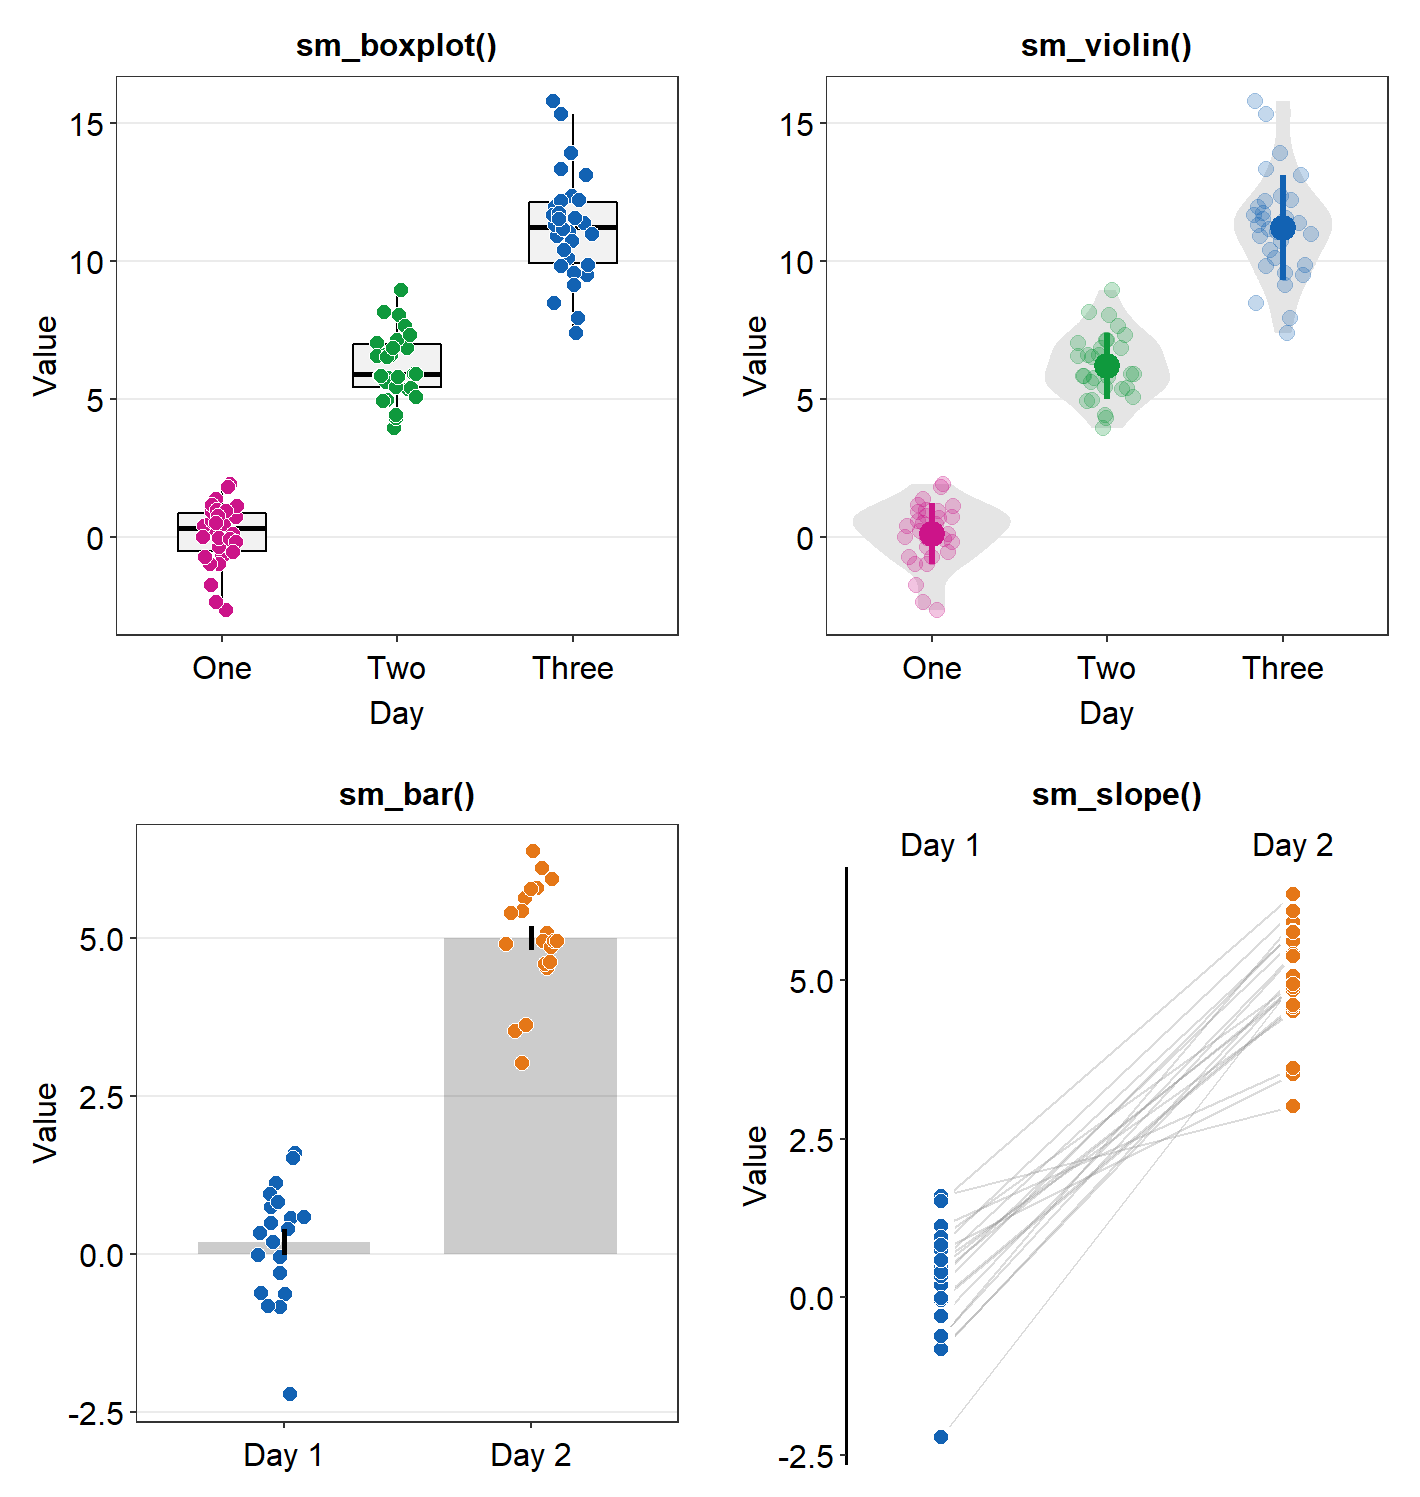 sm_boxplot()
15
10
5
0
Value
One Two Three
Day
sm_violin()
15
10
5
0
Value
One Two Three
Day
sm_bar()
5.0
2.5
0.0
-2.5
Value
Day 1 Day 2
sm_slope()
Day 1 Day 2
5.0
2.5
0.0
-2.5
Value